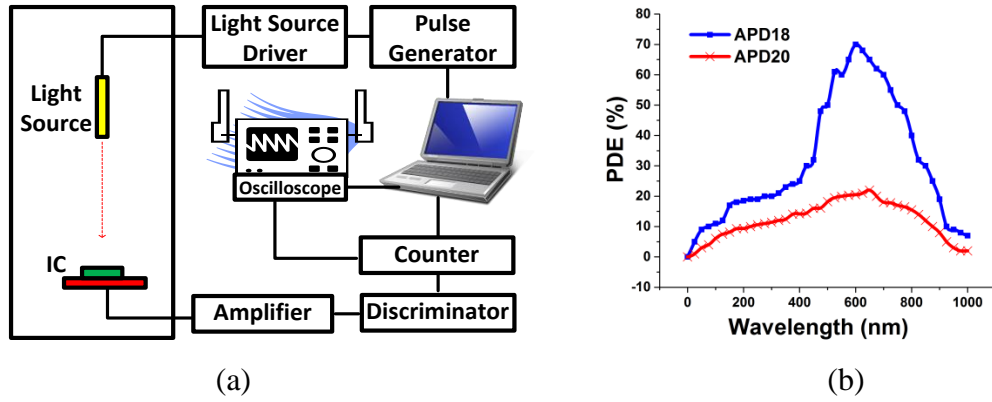 Light Source
Driver
Pulse
Generator
Light
Source
Oscilloscope
IC
Counter
Amplifier
Discriminator
(a)
APD18
APD20
PDE (%)
80
70
60
50
40
30
20
10
0
-10
0
200
400
600
800
1000
Wavelength (nm)
(b)